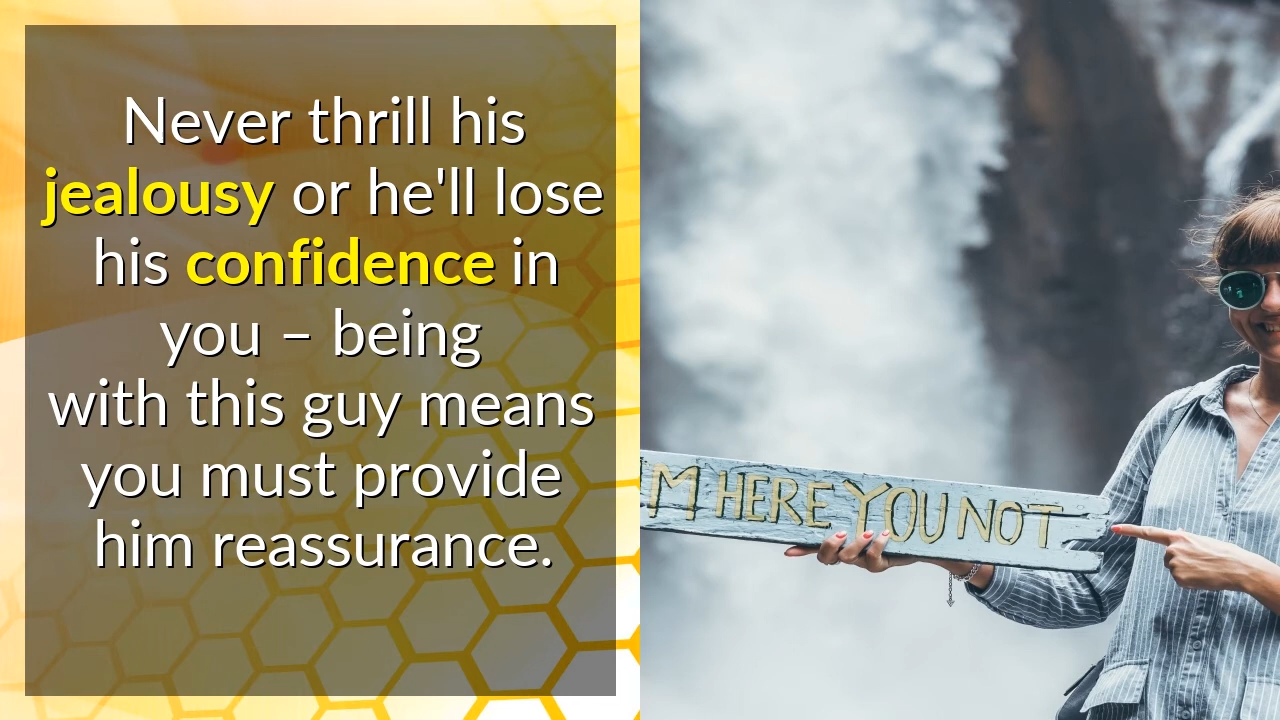 Never thrill his
jealousy or he'll lose
his confidence in
you – being
with this guy means
you must provide
him reassurance.
M HERE YOU NOT